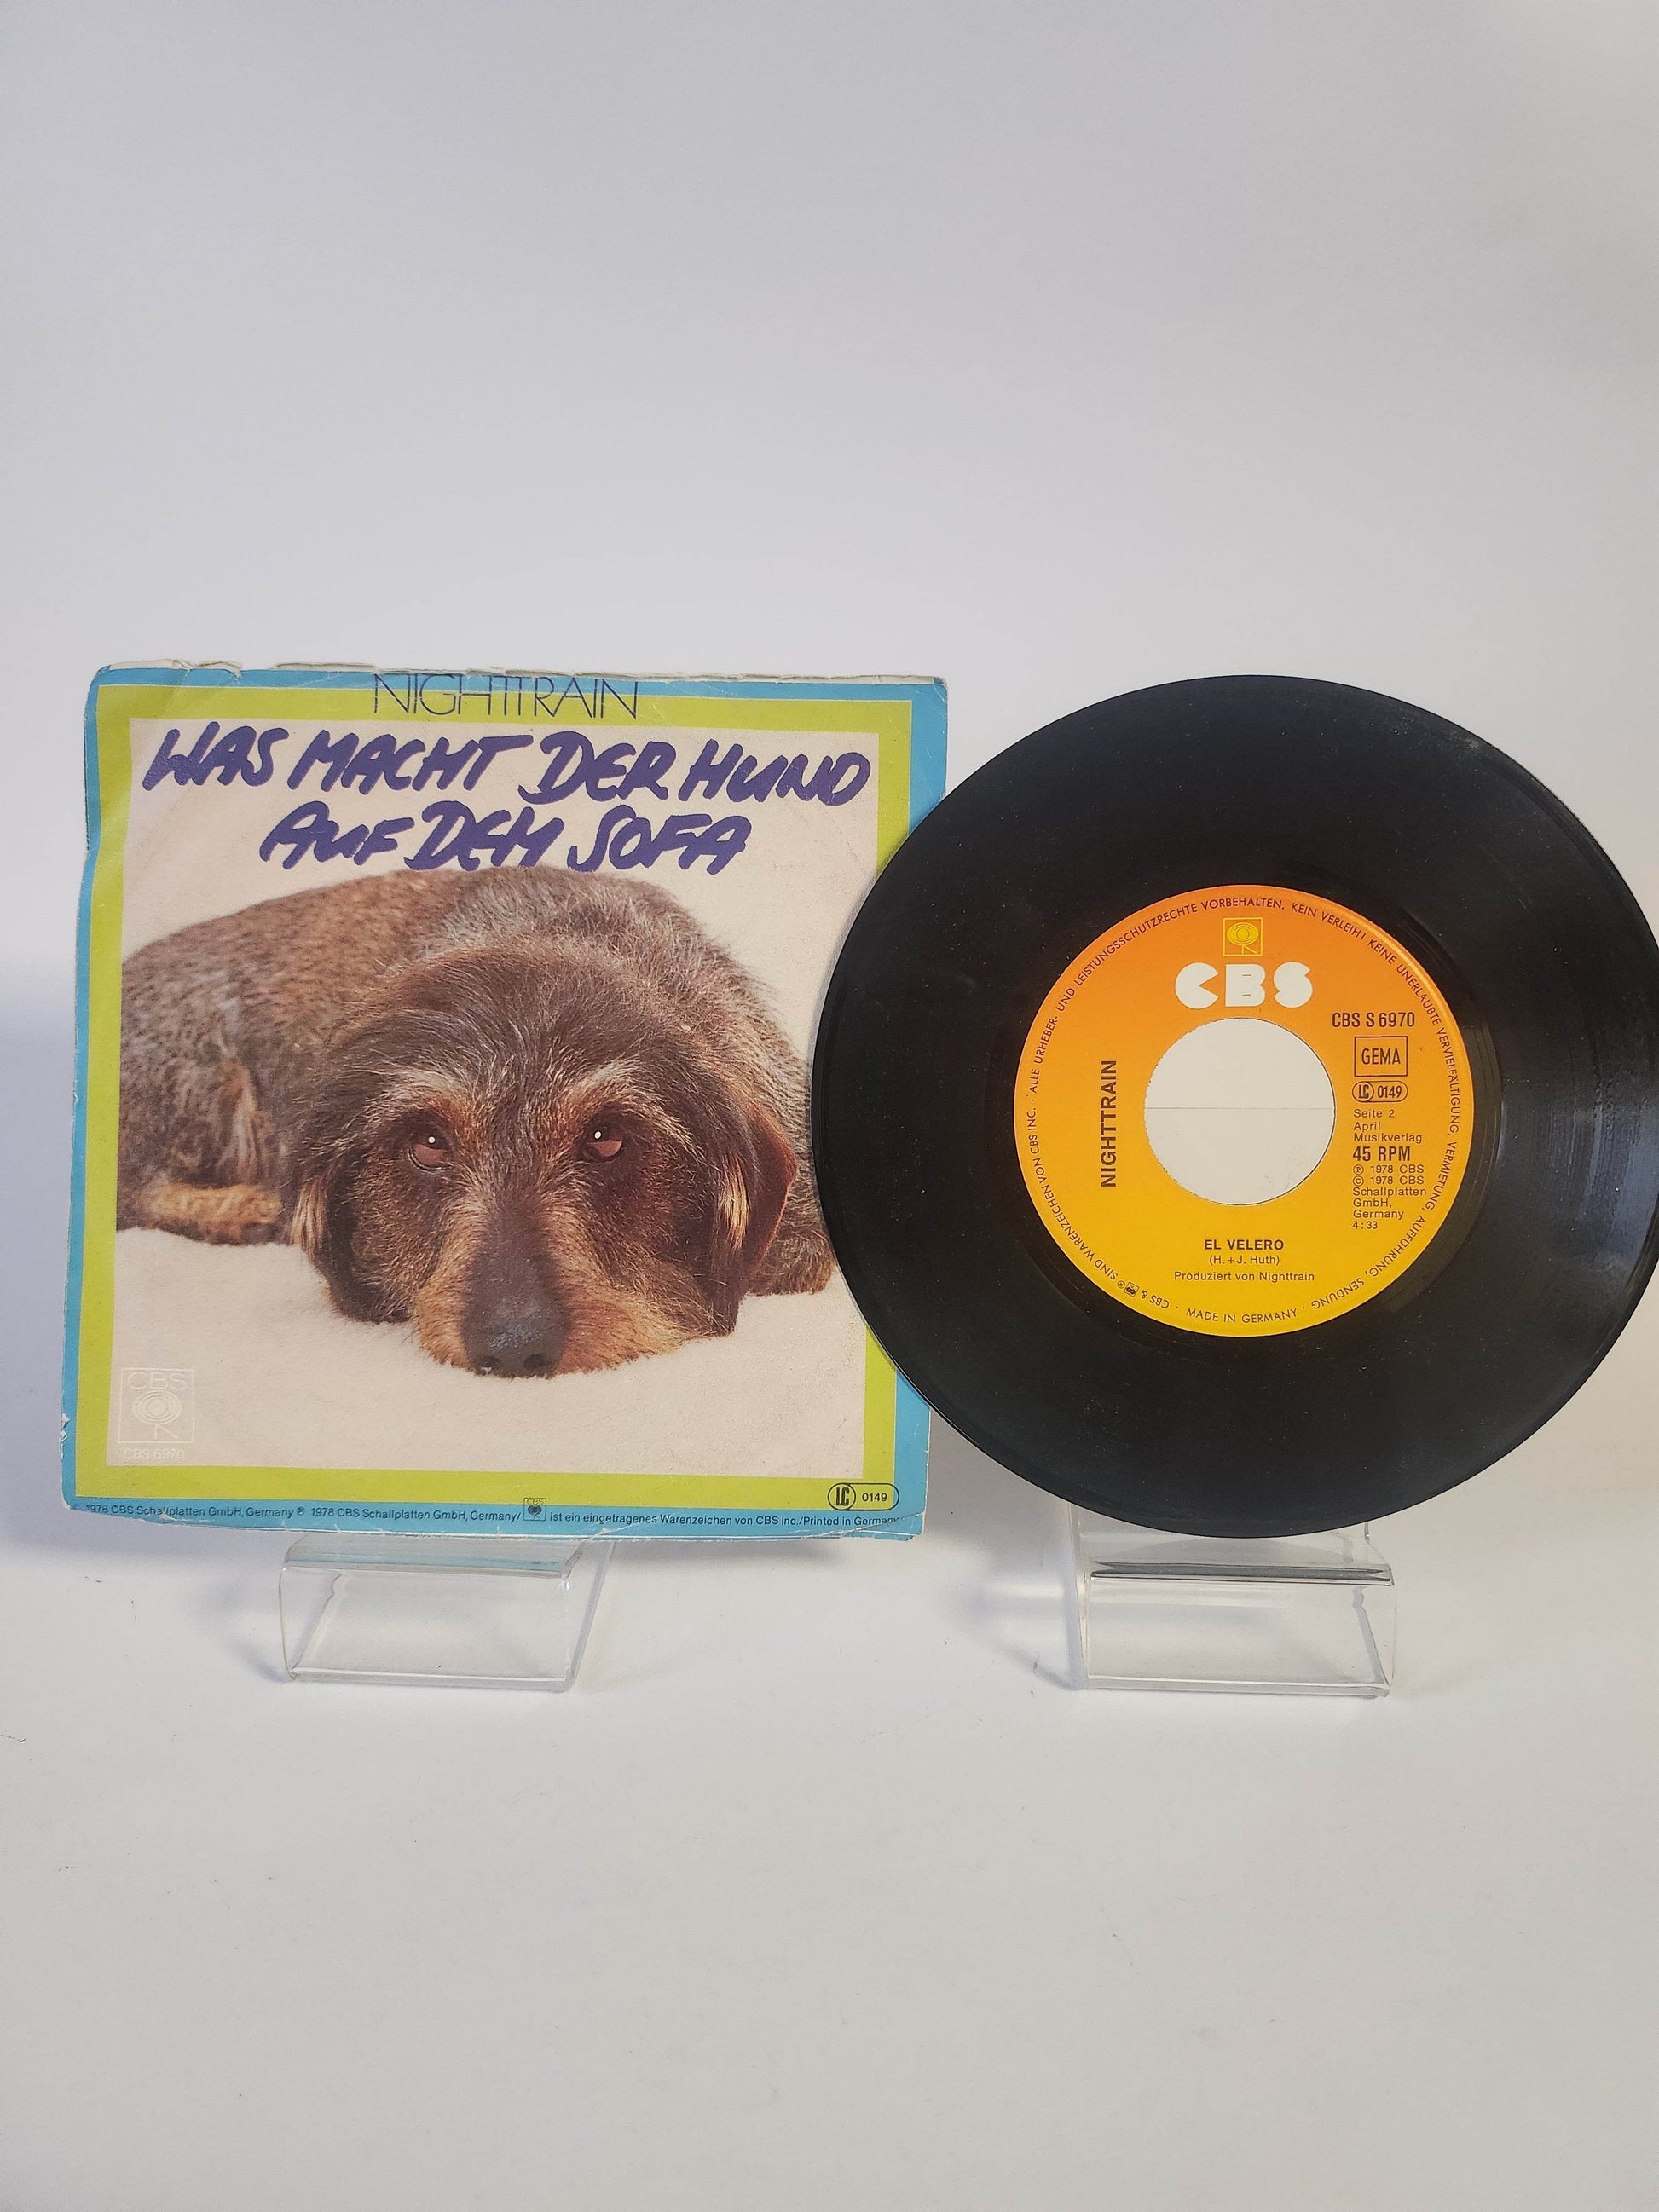 NIGHTTRAIN
WAS MACHT DER HUND
AUF DEM SOFA
CBS
CBS 6970
LC 0149
1978 CBS Schallplatten GmbH, Germany ℗ 1978 CBS Schallplatten GmbH, Germany/ CBS ist ein eingetragenes Warenzeichen von CBS Inc./Printed in Germany
ALLE URHEBER- UND LEISTUNGSSCHUTZRECHTE VORBEHALTEN. KEIN VERLEIH! KEINE UNERLAUBTE VERVIELFÄLTIGUNG, VERMIETUNG, AUFFÜHRUNG, SENDUNG · MADE IN GERMANY · CBS & ® SIND WARENZEICHEN VON CBS INC. ·
CBS
CBS S 6970
GEMA
LC 0149
Seite 2
April
Musikverlag
45 RPM
℗ 1978 CBS
© 1978 CBS
Schallplatten
GmbH,
Germany
4:33
NIGHTTRAIN
EL VELERO
(H.+J. Huth)
Produziert von Nighttrain